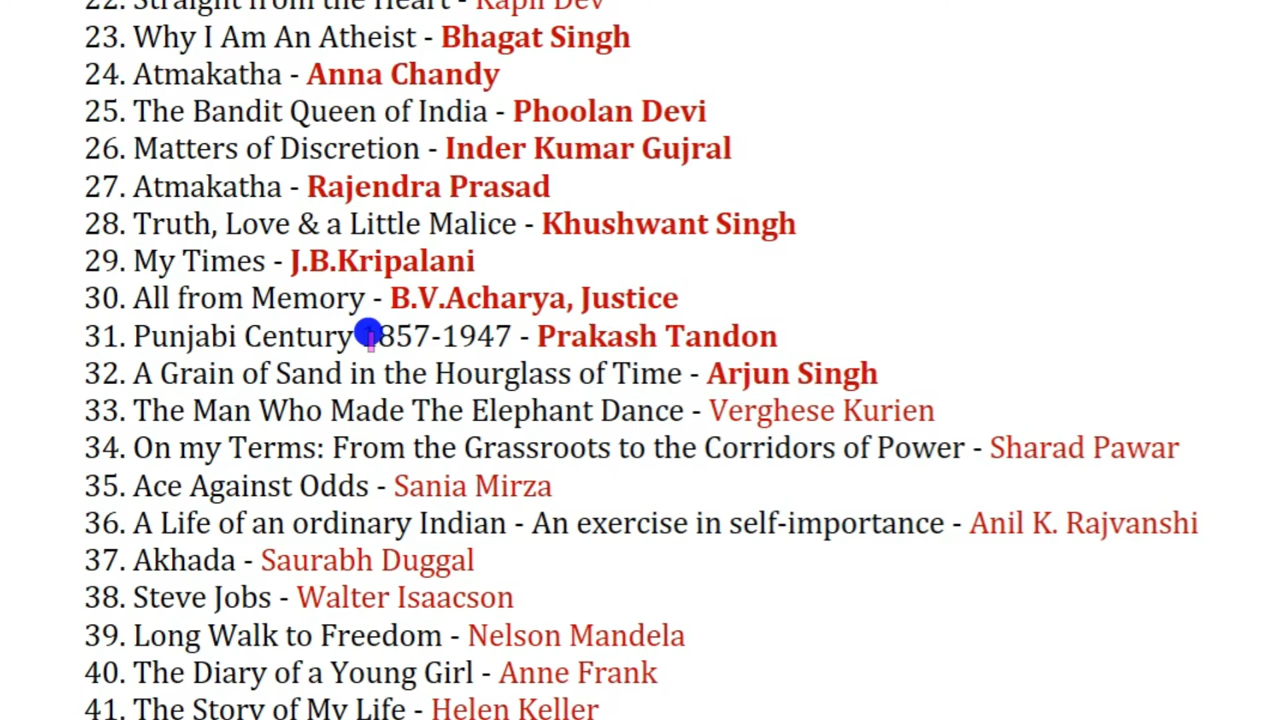 22. Straight from the Heart - Kapil Dev
23. Why I Am An Atheist - Bhagat Singh
24. Atmakatha - Anna Chandy
25. The Bandit Queen of India - Phoolan Devi
26. Matters of Discretion - Inder Kumar Gujral
27. Atmakatha - Rajendra Prasad
28. Truth, Love & a Little Malice - Khushwant Singh
29. My Times - J.B.Kripalani
30. All from Memory - B.V.Acharya, Justice
31. Punjabi Century 1857-1947 - Prakash Tandon
32. A Grain of Sand in the Hourglass of Time - Arjun Singh
33. The Man Who Made The Elephant Dance - Verghese Kurien
34. On my Terms: From the Grassroots to the Corridors of Power - Sharad Pawar
35. Ace Against Odds - Sania Mirza
36. A Life of an ordinary Indian - An exercise in self-importance - Anil K. Rajvanshi
37. Akhada - Saurabh Duggal
38. Steve Jobs - Walter Isaacson
39. Long Walk to Freedom - Nelson Mandela
40. The Diary of a Young Girl - Anne Frank
41. The Story of My Life - Helen Keller